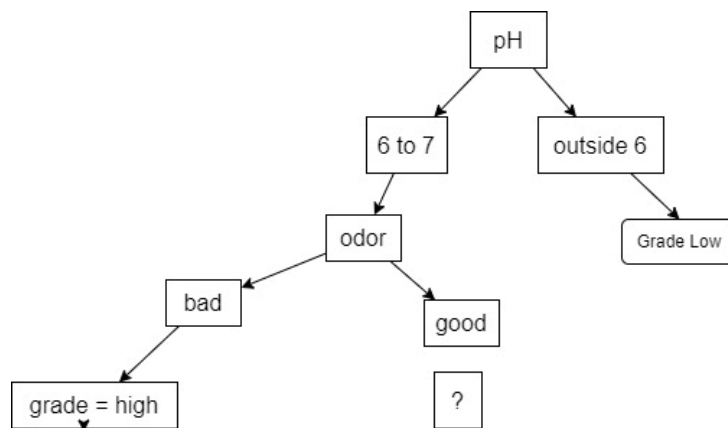 pH
6 to 7
outside 6
odor
Grade Low
bad
good
grade = high
?